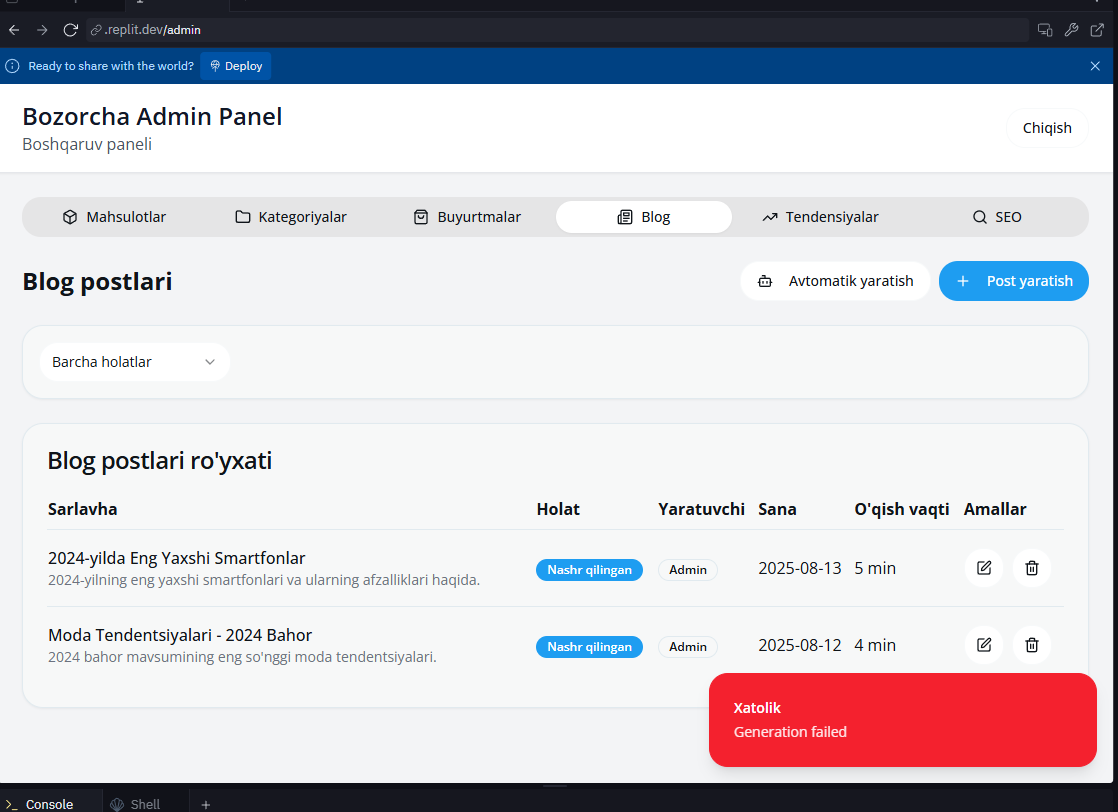 .replit.dev/admin
Ready to share with the world? Deploy
Bozorcha Admin Panel
Boshqaruv paneli
Chiqish
Mahsulotlar Kategoriyalar Buyurtmalar Blog Tendensiyalar SEO
Blog postlari
Avtomatik yaratish + Post yaratish
Barcha holatlar
Blog postlari ro'yxati
Sarlavha Holat Yaratuvchi Sana O'qish vaqti Amallar
2024-yilda Eng Yaxshi Smartfonlar
2024-yilning eng yaxshi smartfonlari va ularning afzalliklari haqida.
Nashr qilingan Admin 2025-08-13 5 min
Moda Tendentsiyalari - 2024 Bahor
2024 bahor mavsumining eng so'nggi moda tendentsiyalari.
Nashr qilingan Admin 2025-08-12 4 min
Xatolik
Generation failed
Console Shell +